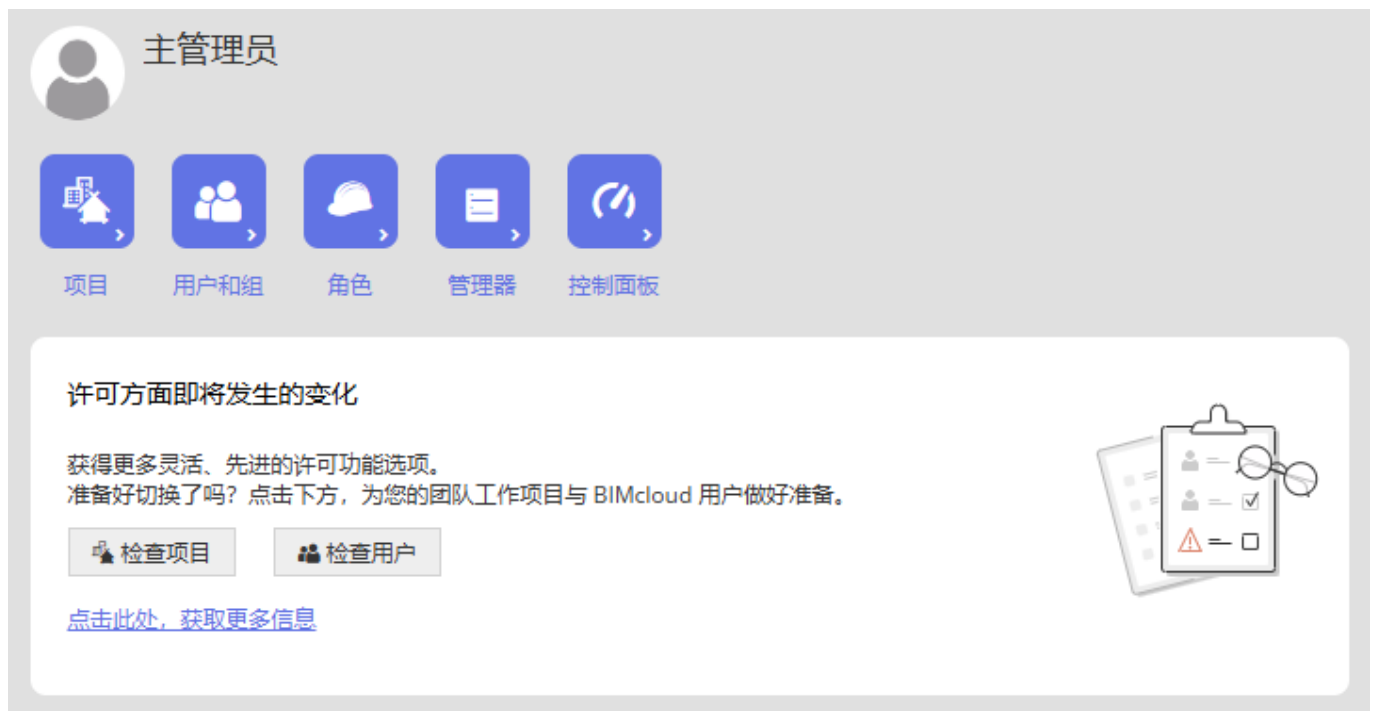 主管理员
项目
用户和组
角色
管理器
控制面板
许可方面即将发生的变化
获得更多灵活、先进的许可功能选项。
准备好切换了吗？点击下方，为您的团队工作项目与 BIMcloud 用户做好准备。
检查项目
检查用户
点击此处，获取更多信息